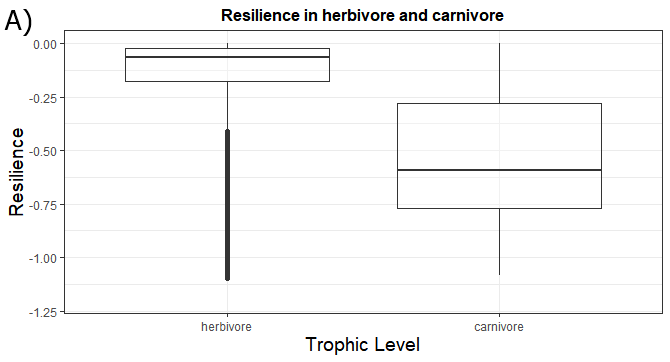 A)
Resilience in herbivore and carnivore
Resilience
0.00
-0.25
-0.50
-0.75
-1.00
-1.25
herbivore
carnivore
Trophic Level